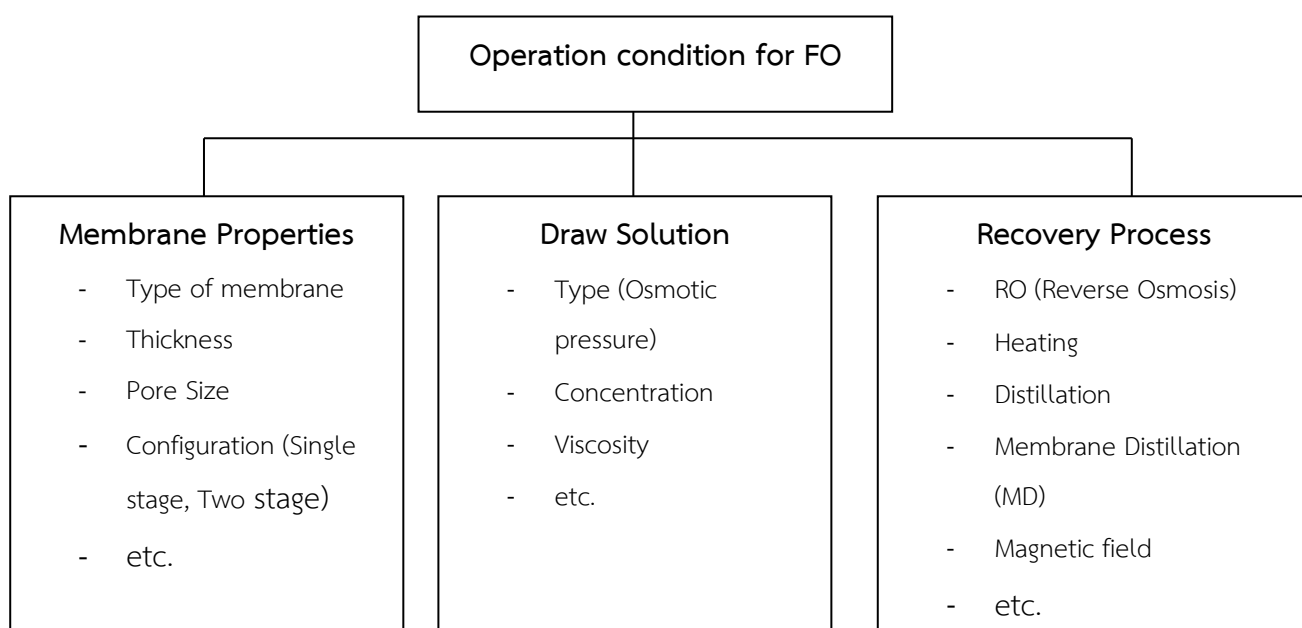 Operation condition for FO
Membrane Properties
- Type of membrane
- Thickness
- Pore Size
- Configuration (Single
stage, Two stage)
- etc.
Draw Solution
- Type (Osmotic
pressure)
- Concentration
- Viscosity
- etc.
Recovery Process
- RO (Reverse Osmosis)
- Heating
- Distillation
- Membrane Distillation
(MD)
- Magnetic field
- etc.